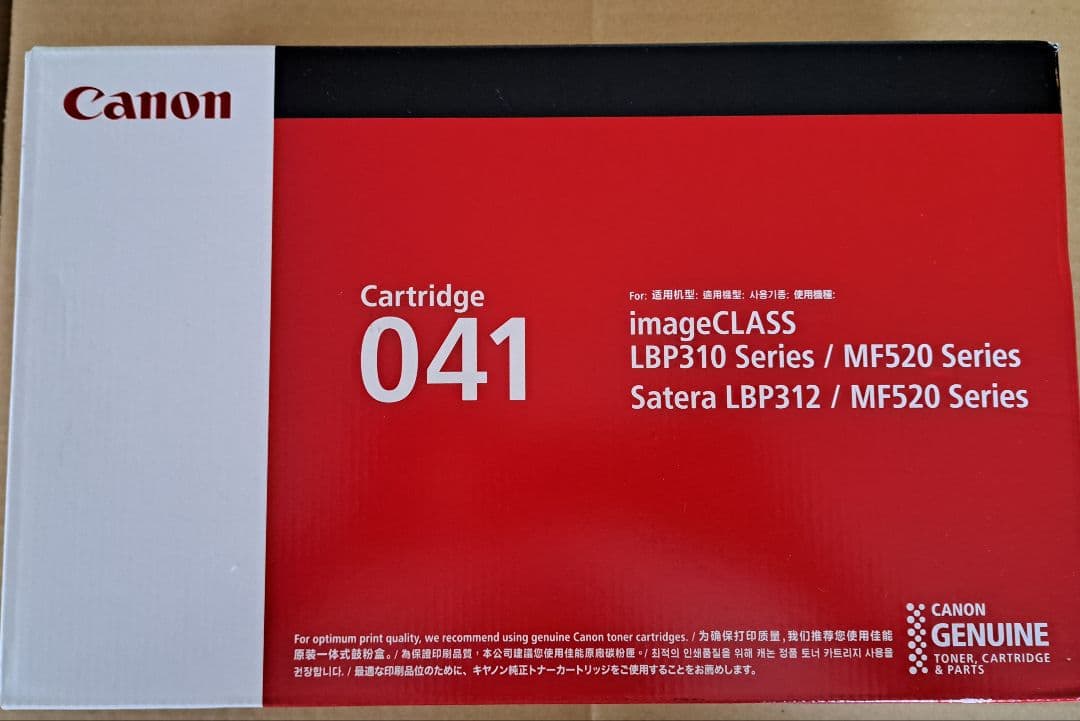 Canon
Cartridge
041
For: 适用机型: 適用機型: 사용기종: 使用機種:
imageCLASS
LBP310 Series / MF520 Series
Satera LBP312 / MF520 Series
For optimum print quality, we recommend using genuine Canon toner cartridges. / 为确保打印质量，我们推荐您使用佳能
原装一体式鼓粉盒。/ 為保證印刷品質，本公司建議您使用佳能原廠碳粉匣。/ 최적의 인쇄품질을 위해 캐논 정품 토너 카트리지 사용을
권장합니다. / 最適な印刷品位のために、キヤノン純正トナーカートリッジをご使用することをお薦めします。
CANON
GENUINE
TONER, CARTRIDGE
& PARTS